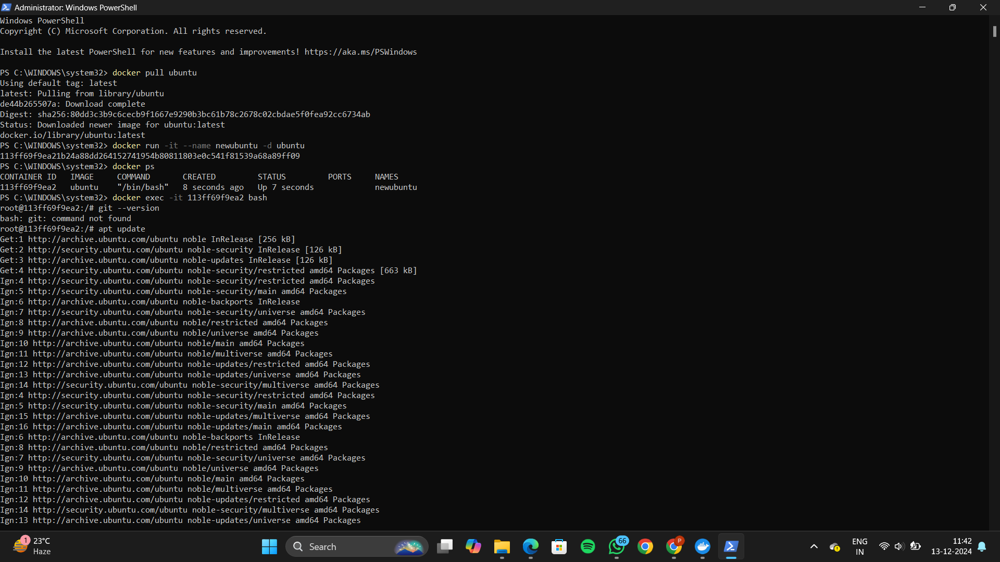 Administrator: Windows PowerShell
Windows PowerShell
Copyright (C) Microsoft Corporation. All rights reserved.
Install the latest PowerShell for new features and improvements! https://aka.ms/PSWindows
PS C:\WINDOWS\system32> docker pull ubuntu
Using default tag: latest
latest: Pulling from library/ubuntu
de44b265507a: Download complete
Digest: sha256:80dd3c3b9c6cecb9f1667e9290b3bc61b78c2678c02cbdae5f0fea92cc6734ab
Status: Downloaded newer image for ubuntu:latest
docker.io/library/ubuntu:latest
PS C:\WINDOWS\system32> docker run -it --name newubuntu -d ubuntu
113ff69f9ea21b24a88dd264152741954b80811803e0c541f81539a68a89ff09
PS C:\WINDOWS\system32> docker ps
CONTAINER ID   IMAGE     COMMAND       CREATED         STATUS         PORTS     NAMES
113ff69f9ea2   ubuntu    "/bin/bash"   8 seconds ago   Up 7 seconds             newubuntu
PS C:\WINDOWS\system32> docker exec -it 113ff69f9ea2 bash
root@113ff69f9ea2:/# git --version
bash: git: command not found
root@113ff69f9ea2:/# apt update
Get:1 http://archive.ubuntu.com/ubuntu noble InRelease [256 kB]
Get:2 http://security.ubuntu.com/ubuntu noble-security InRelease [126 kB]
Get:3 http://archive.ubuntu.com/ubuntu noble-updates InRelease [126 kB]
Get:4 http://security.ubuntu.com/ubuntu noble-security/restricted amd64 Packages [663 kB]
Ign:4 http://security.ubuntu.com/ubuntu noble-security/restricted amd64 Packages
Ign:5 http://security.ubuntu.com/ubuntu noble-security/main amd64 Packages
Ign:6 http://archive.ubuntu.com/ubuntu noble-backports InRelease
Ign:7 http://security.ubuntu.com/ubuntu noble-security/universe amd64 Packages
Ign:8 http://archive.ubuntu.com/ubuntu noble/restricted amd64 Packages
Ign:9 http://archive.ubuntu.com/ubuntu noble/universe amd64 Packages
Ign:10 http://archive.ubuntu.com/ubuntu noble/main amd64 Packages
Ign:11 http://archive.ubuntu.com/ubuntu noble/multiverse amd64 Packages
Ign:12 http://archive.ubuntu.com/ubuntu noble-updates/restricted amd64 Packages
Ign:13 http://archive.ubuntu.com/ubuntu noble-updates/universe amd64 Packages
Ign:14 http://security.ubuntu.com/ubuntu noble-security/multiverse amd64 Packages
Ign:4 http://security.ubuntu.com/ubuntu noble-security/restricted amd64 Packages
Ign:5 http://security.ubuntu.com/ubuntu noble-security/main amd64 Packages
Ign:15 http://archive.ubuntu.com/ubuntu noble-updates/multiverse amd64 Packages
Ign:16 http://archive.ubuntu.com/ubuntu noble-updates/main amd64 Packages
Ign:6 http://archive.ubuntu.com/ubuntu noble-backports InRelease
Ign:8 http://archive.ubuntu.com/ubuntu noble/restricted amd64 Packages
Ign:7 http://security.ubuntu.com/ubuntu noble-security/universe amd64 Packages
Ign:9 http://archive.ubuntu.com/ubuntu noble/universe amd64 Packages
Ign:10 http://archive.ubuntu.com/ubuntu noble/main amd64 Packages
Ign:11 http://archive.ubuntu.com/ubuntu noble/multiverse amd64 Packages
Ign:12 http://archive.ubuntu.com/ubuntu noble-updates/restricted amd64 Packages
Ign:14 http://security.ubuntu.com/ubuntu noble-security/multiverse amd64 Packages
Ign:13 http://archive.ubuntu.com/ubuntu noble-updates/universe amd64 Packages
1
23°C
Haze
Search
66
P
ENG
IN
11:42
13-12-2024